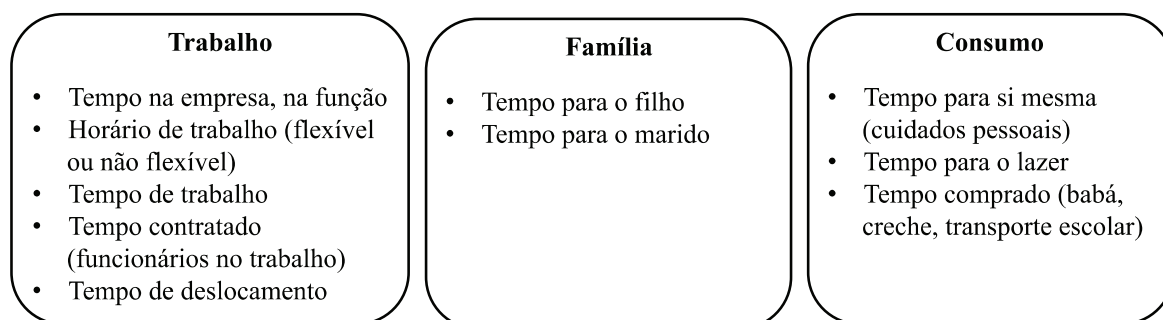 Trabalho
• Tempo na empresa, na função
• Horário de trabalho (flexível
ou não flexível)
• Tempo de trabalho
• Tempo contratado
(funcionários no trabalho)
• Tempo de deslocamento
Família
• Tempo para o filho
• Tempo para o marido
Consumo
• Tempo para si mesma
(cuidados pessoais)
• Tempo para o lazer
• Tempo comprado (babá,
creche, transporte escolar)